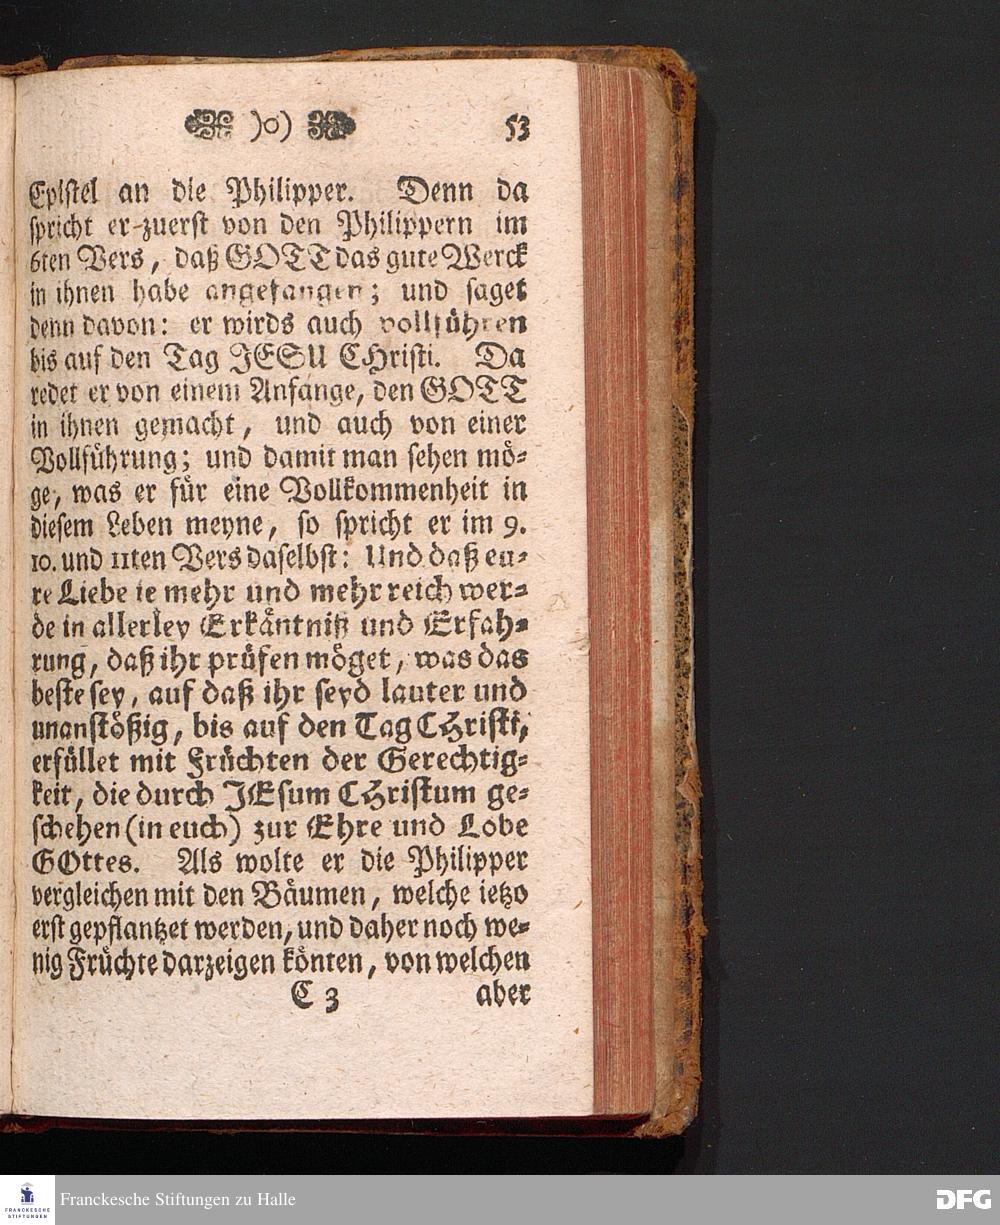 )o( 53
Epistel an die Philipper. Denn da
spricht er zuerst von den Philippern im
6ten Vers, daß GOTT das gute Werck
in ihnen habe angefangen; und saget
denn davon: er wirds auch vollführen
bis auf den Tag JESU CHristi. Da
redet er von einem Anfange, den GOTT
in ihnen gemacht, und auch von einer
Vollführung; und damit man sehen mö-
ge, was er für eine Vollkommenheit in
diesem Leben meyne, so spricht er im 9.
10. und 11ten Vers daselbst: Und daß eu-
re Liebe ie mehr und mehr reich wer-
de in allerley Erkäntniß und Erfah-
rung, daß ihr prüfen möget, was das
beste sey, auf daß ihr seyd lauter und
unanstößig, bis auf den Tag CHristi,
erfüllet mit Früchten der Gerechtig-
keit, die durch JEsum CHristum ge-
schehen (in euch) zur Ehre und Lobe
GOttes. Als wolte er die Philipper
vergleichen mit den Bäumen, welche ietzo
erst gepflantzet werden, und daher noch we-
nig Früchte darzeigen könten, von welchen
C 3 aber
FRANCKESCHE
STIFTUNGEN
Franckesche Stiftungen zu Halle
DFG